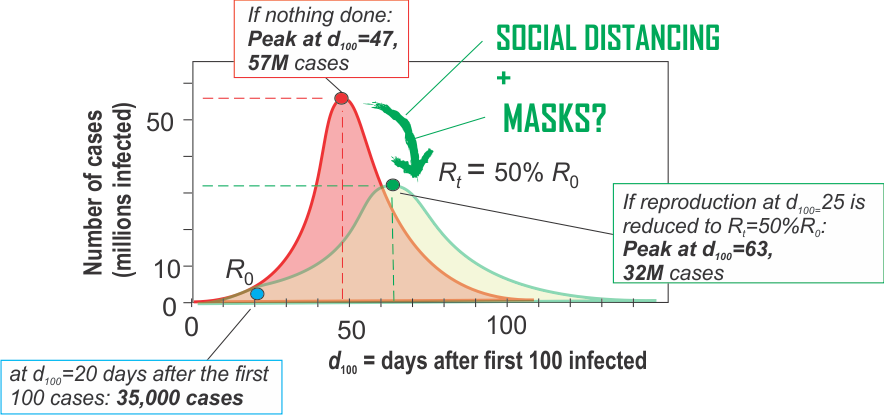 If nothing done:
Peak at d100=47,
57M cases
SOCIAL DISTANCING
+
MASKS?
Number of cases
(millions infected)
50
10
0
R0
Rt = 50% R0
If reproduction at d100=25 is
reduced to Rt=50%R0:
Peak at d100=63,
32M cases
0
50
100
d100 = days after first 100 infected
at d100=20 days after the first
100 cases: 35,000 cases